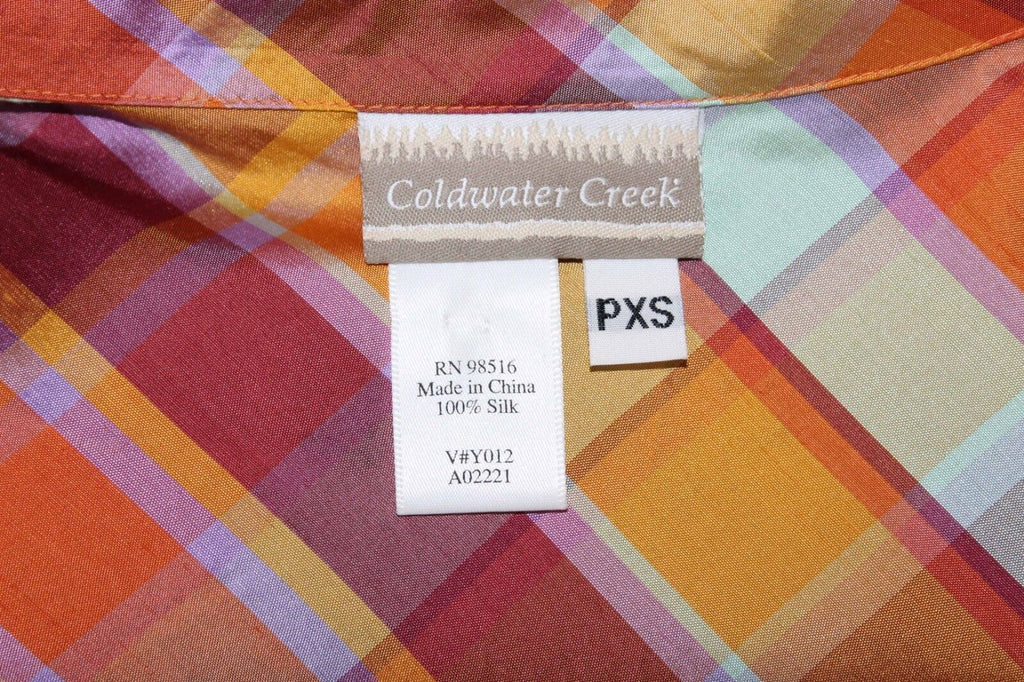 Coldwater Creek
PXS
RN 98516
Made in China
100% Silk
V#Y012
A02221